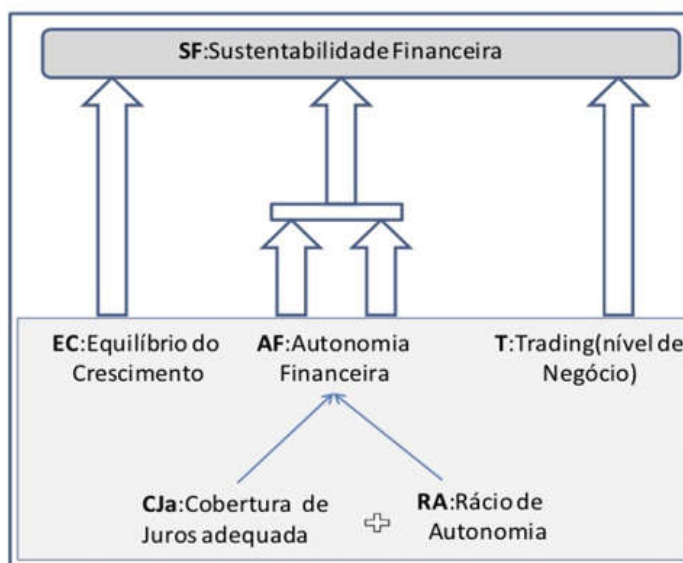 SF:Sustentabilidade Financeira
EC:Equilíbrio do
Crescimento
AF:Autonomia
Financeira
T:Trading(nível de
Negócio)
CJa:Cobertura de
Juros adequada
RA:Rácio de
Autonomia